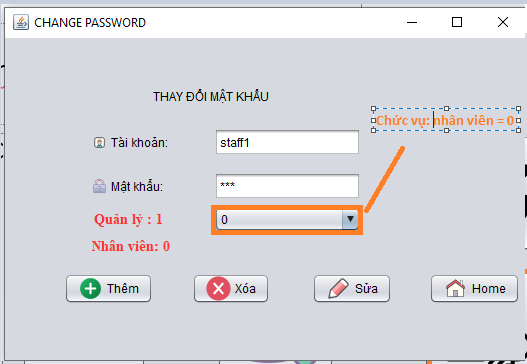 CHANGE PASSWORD
THAY ĐỔI MẬT KHẨU
Chức vụ: nhân viên = 0
Tài khoản:
staff1
Mật khẩu:
***
Quản lý : 1
0
Nhân viên: 0
Thêm
Xóa
Sửa
Home